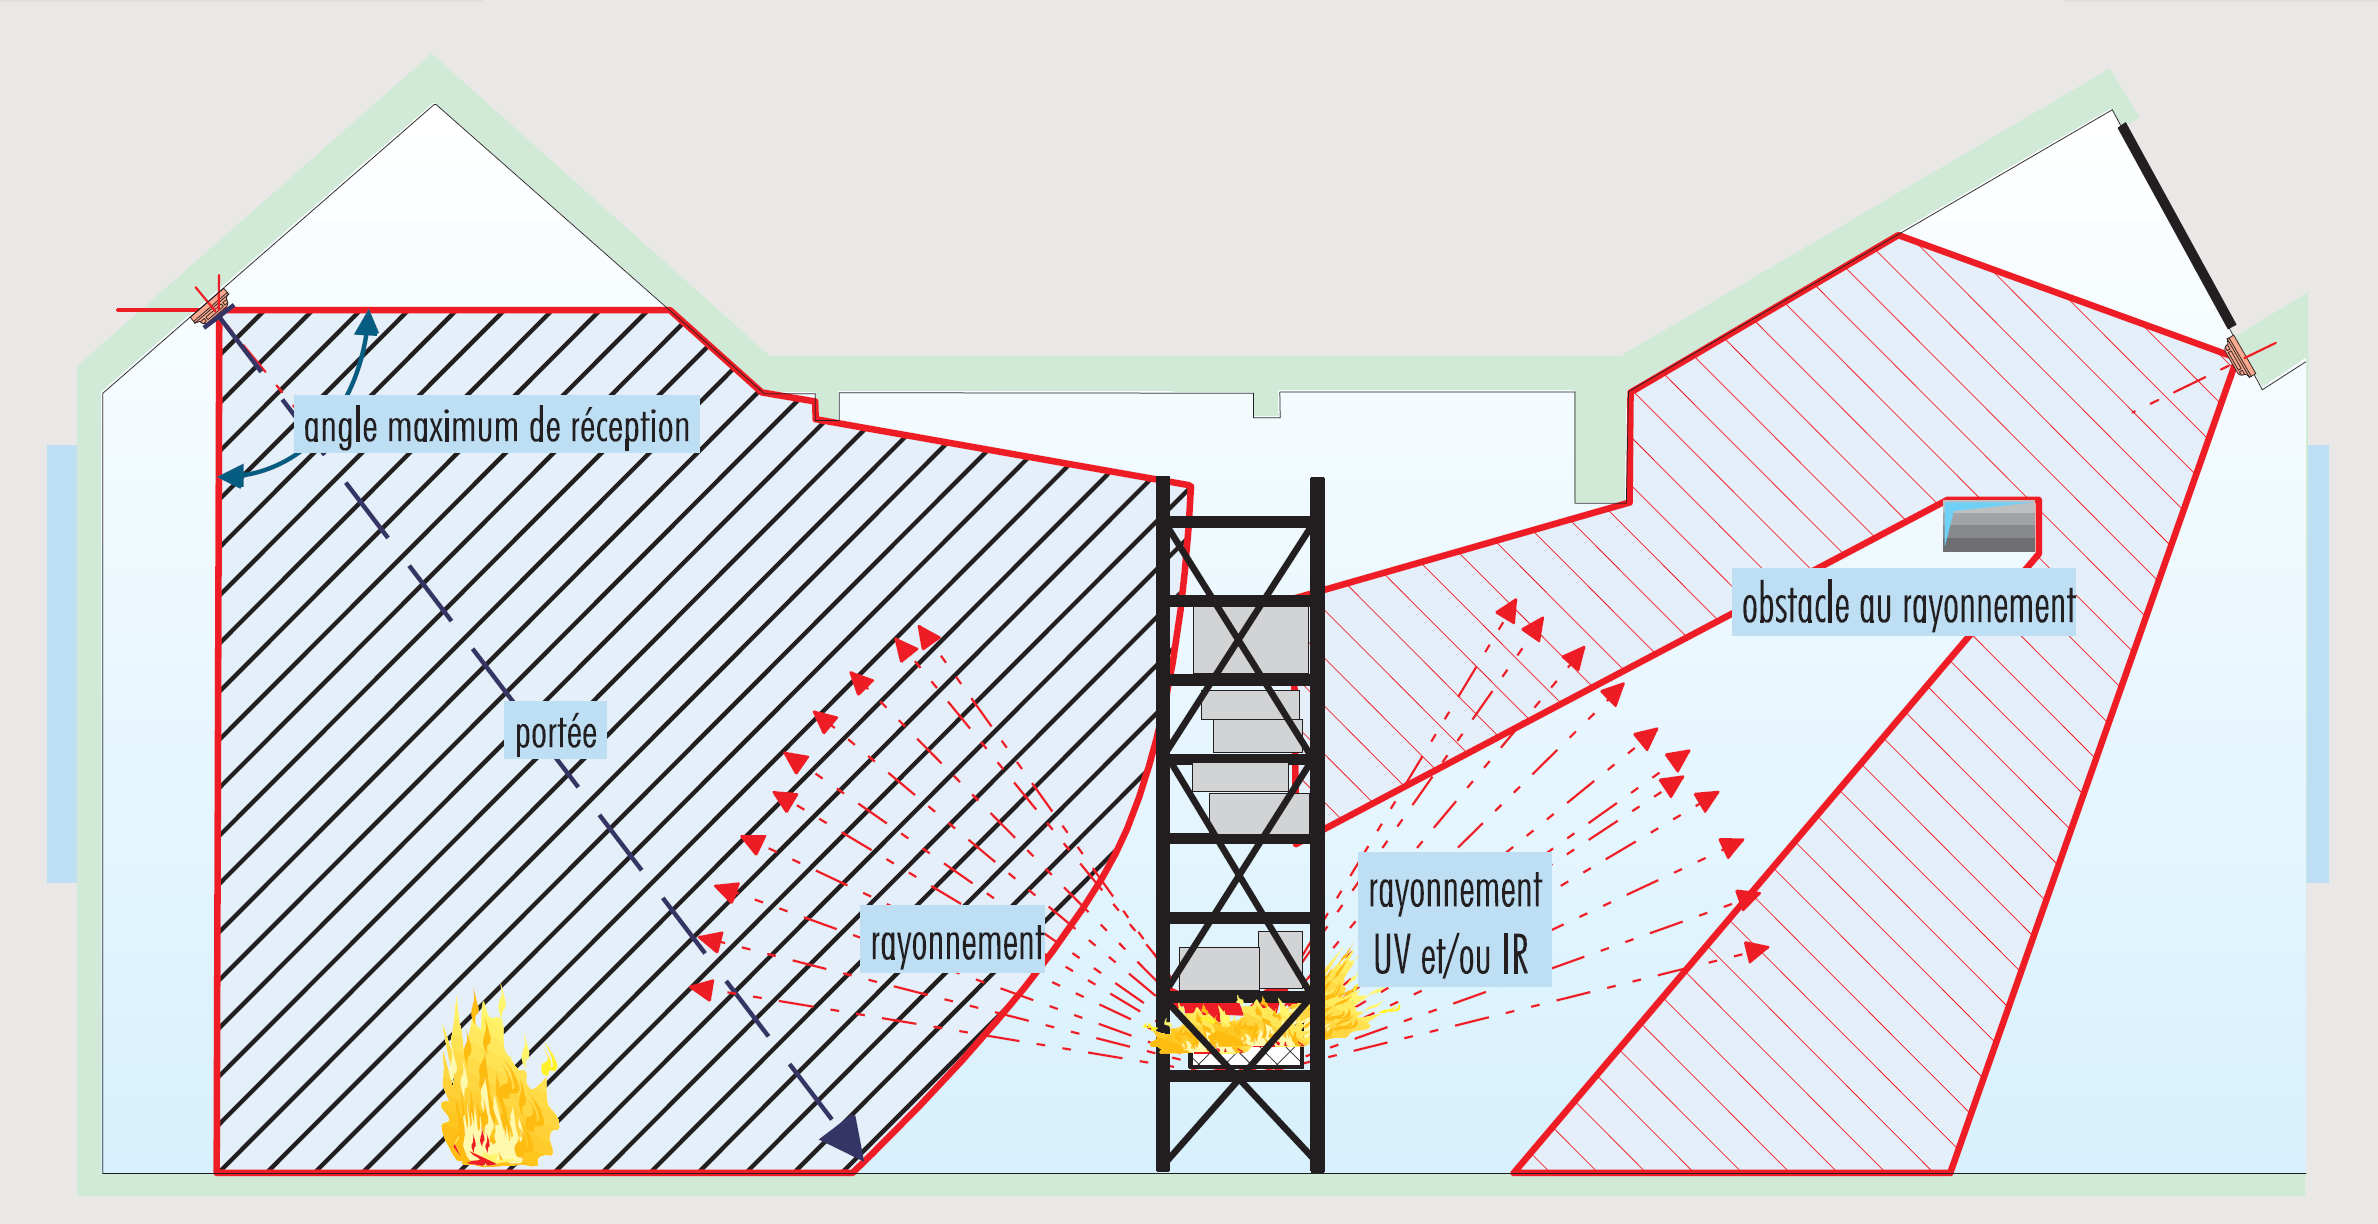 angle maximum de réception
obstacle au rayonnement
portée
rayonnement
rayonnement
UV et/ou IR